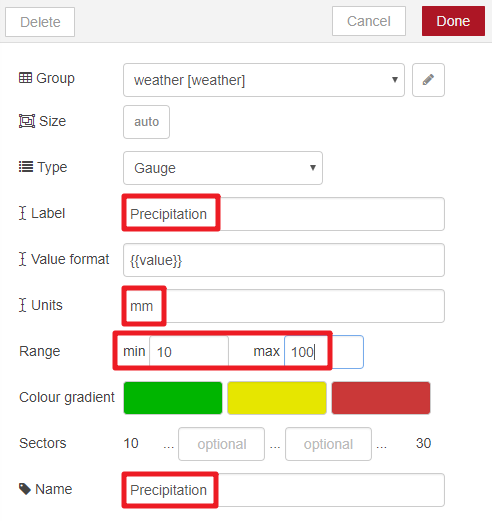 Delete Cancel Done
Group weather [weather]
Size auto
Type Gauge
Label Precipitation
Value format {{value}}
Units mm
Range min 10 max 100
Colour gradient
Sectors 10 ... optional ... optional ... 30
Name Precipitation